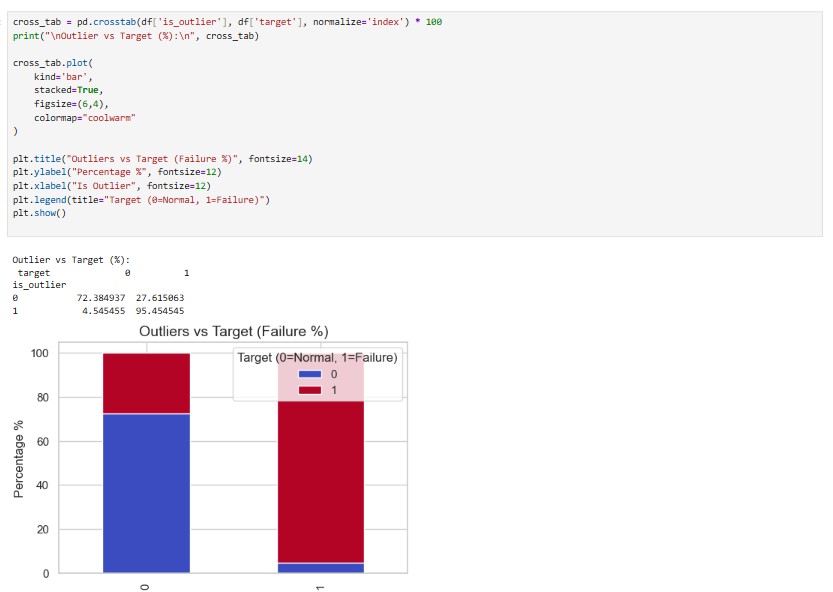 cross_tab = pd.crosstab(df['is_outlier'], df['target'], normalize='index') * 100
print("\nOutlier vs Target (%):\n", cross_tab)
cross_tab.plot(
    kind='bar',
    stacked=True,
    figsize=(6,4),
    colormap="coolwarm"
)
plt.title("Outliers vs Target (Failure %)", fontsize=14)
plt.ylabel("Percentage %", fontsize=12)
plt.xlabel("Is Outlier", fontsize=12)
plt.legend(title="Target (0=Normal, 1=Failure)")
plt.show()
Outlier vs Target (%):
target 0 1
is_outlier
0 72.384937 27.615063
1 4.545455 95.454545
Outliers vs Target (Failure %)
Target (0=Normal, 1=Failure)
0
1
100
80
60
40
20
0
Percentage %
0 1